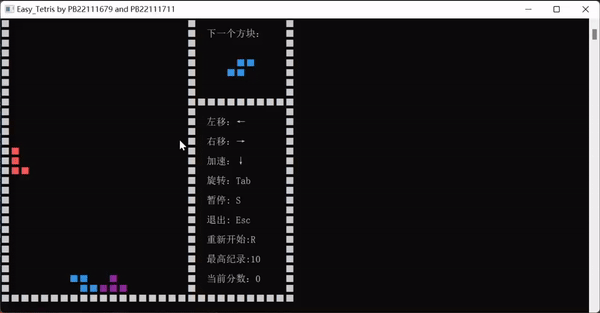 Easy_Tetris by PB22111679 and PB22111711
下一个方块:
左移: ←
右移: →
加速: ↓
旋转: Tab
暂停: S
退出: Esc
重新开始:R
最高纪录:10
当前分数: 0